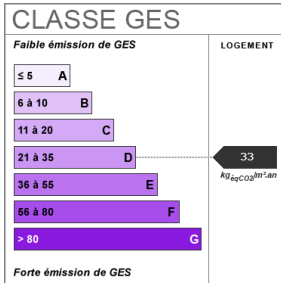 CLASSE GES
Faible émission de GES
LOGEMENT
≤ 5 A
6 à 10 B
11 à 20 C
21 à 35 D
33
kgéqCO2/m².an
36 à 55 E
56 à 80 F
> 80 G
Forte émission de GES